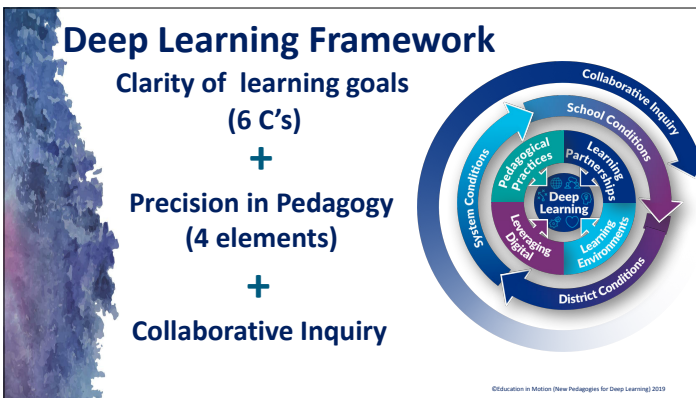 Deep Learning Framework
Clarity of learning goals
(6 C's)
+
Precision in Pedagogy
(4 elements)
+
Collaborative Inquiry
Collaborative Inquiry
School Conditions
System Conditions
District Conditions
Pedagogical
Practices
Learning
Partnerships
Deep
Learning
Leveraging
Digital
Learning
Environments
©Education in Motion (New Pedagogies for Deep Learning) 2019